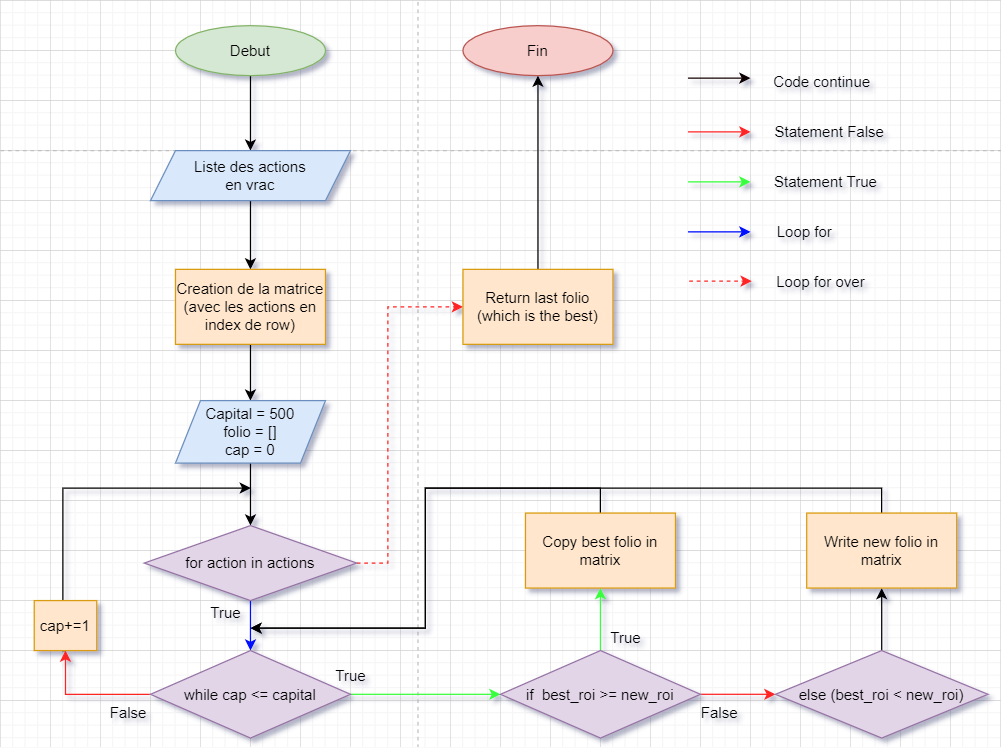 Debut
Fin
Code continue
Statement False
Statement True
Loop for
Loop for over
Liste des actions
en vrac
Creation de la matrice
(avec les actions en
index de row)
Return last folio
(which is the best)
Capital = 500
folio = []
cap = 0
for action in actions
True
cap+=1
while cap <= capital
False
True
Copy best folio in
matrix
True
if best_roi >= new_roi
False
Write new folio in
matrix
else (best_roi < new_roi)